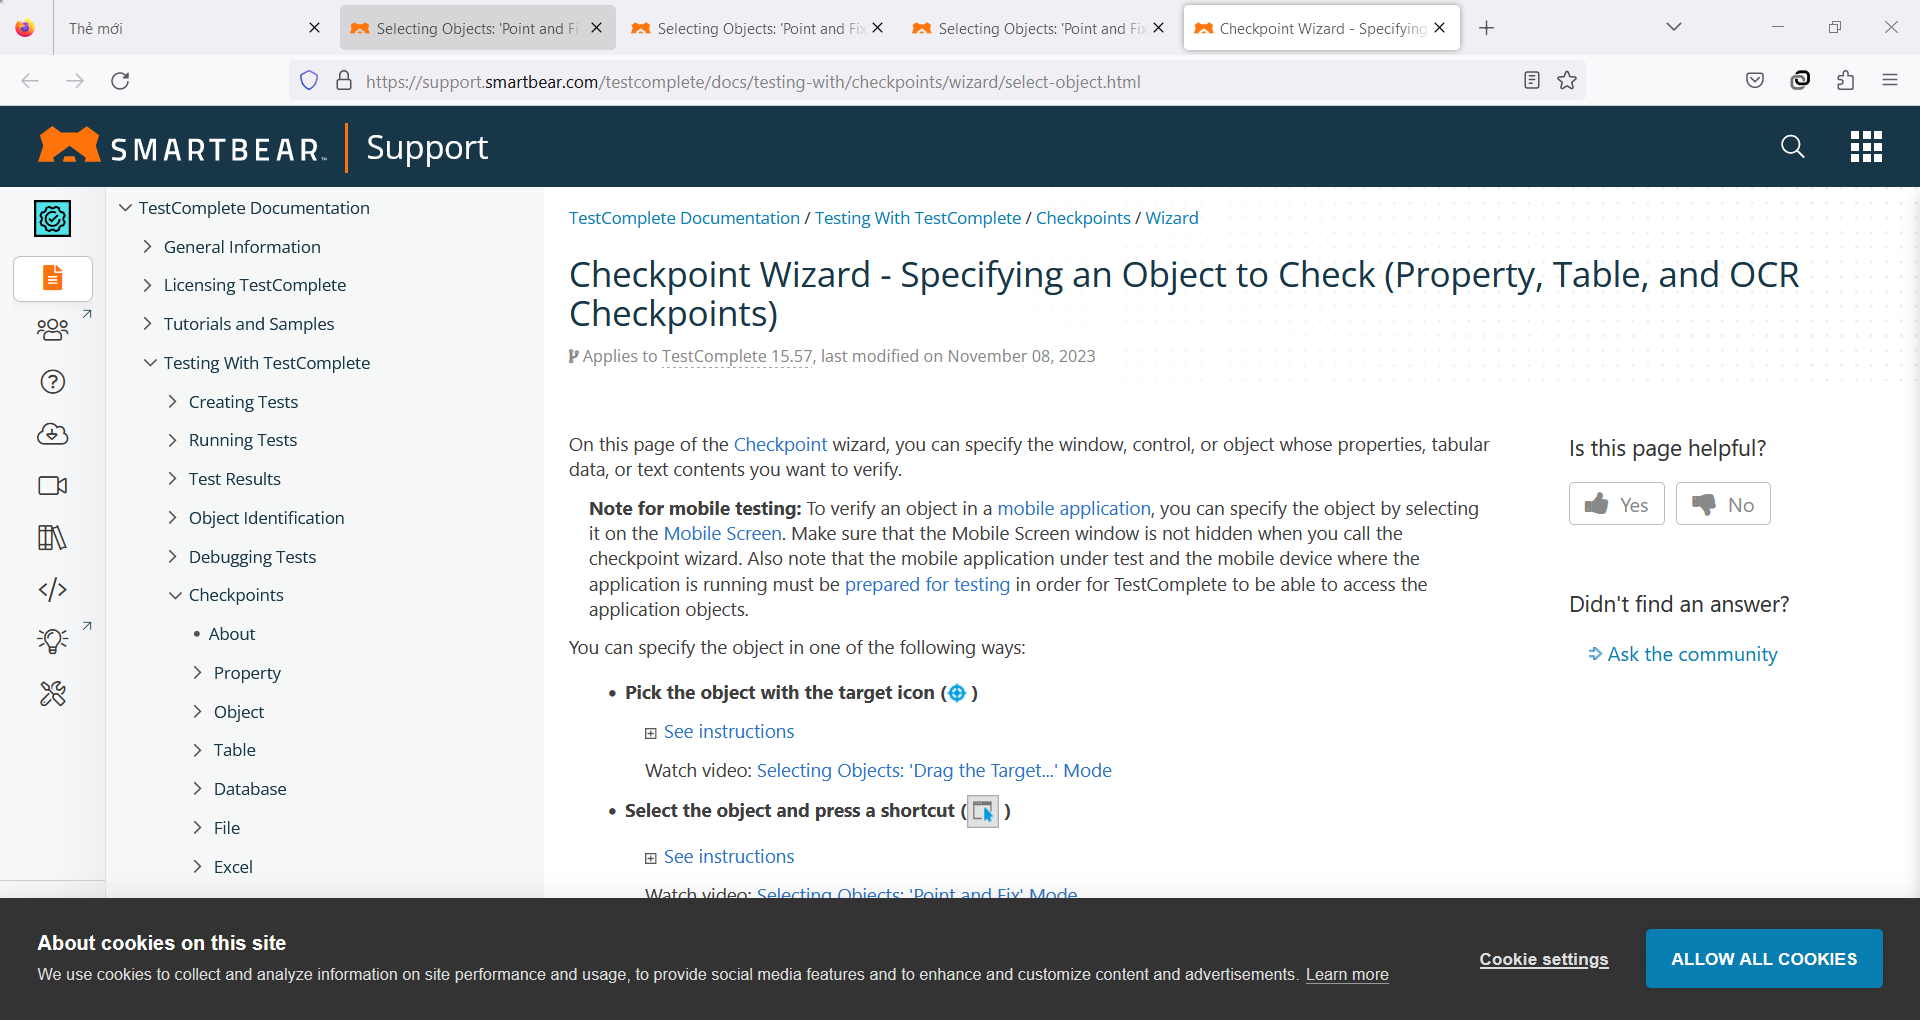 Thẻ mới
Selecting Objects: 'Point and Fi
Selecting Objects: 'Point and Fix
Selecting Objects: 'Point and Fix
Checkpoint Wizard - Specifying
https://support.smartbear.com/testcomplete/docs/testing-with/checkpoints/wizard/select-object.html
SMARTBEAR™ Support
TestComplete Documentation
General Information
Licensing TestComplete
Tutorials and Samples
Testing With TestComplete
Creating Tests
Running Tests
Test Results
Object Identification
Debugging Tests
Checkpoints
• About
Property
Object
Table
Database
File
Excel
TestComplete Documentation / Testing With TestComplete / Checkpoints / Wizard
Checkpoint Wizard - Specifying an Object to Check (Property, Table, and OCR
Checkpoints)
Applies to TestComplete 15.57, last modified on November 08, 2023
On this page of the Checkpoint wizard, you can specify the window, control, or object whose properties, tabular
data, or text contents you want to verify.
Note for mobile testing: To verify an object in a mobile application, you can specify the object by selecting
it on the Mobile Screen. Make sure that the Mobile Screen window is not hidden when you call the
checkpoint wizard. Also note that the mobile application under test and the mobile device where the
application is running must be prepared for testing in order for TestComplete to be able to access the
application objects.
You can specify the object in one of the following ways:
• Pick the object with the target icon ( )
See instructions
Watch video: Selecting Objects: 'Drag the Target...' Mode
• Select the object and press a shortcut ( )
See instructions
Watch video: Selecting Objects: 'Point and Fix' Mode
Is this page helpful?
Yes
No
Didn't find an answer?
Ask the community
About cookies on this site
We use cookies to collect and analyze information on site performance and usage, to provide social media features and to enhance and customize content and advertisements. Learn more
Cookie settings
ALLOW ALL COOKIES